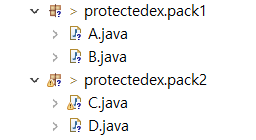 > protectedex.pack1
> A.java
> B.java
> protectedex.pack2
> C.java
> D.java